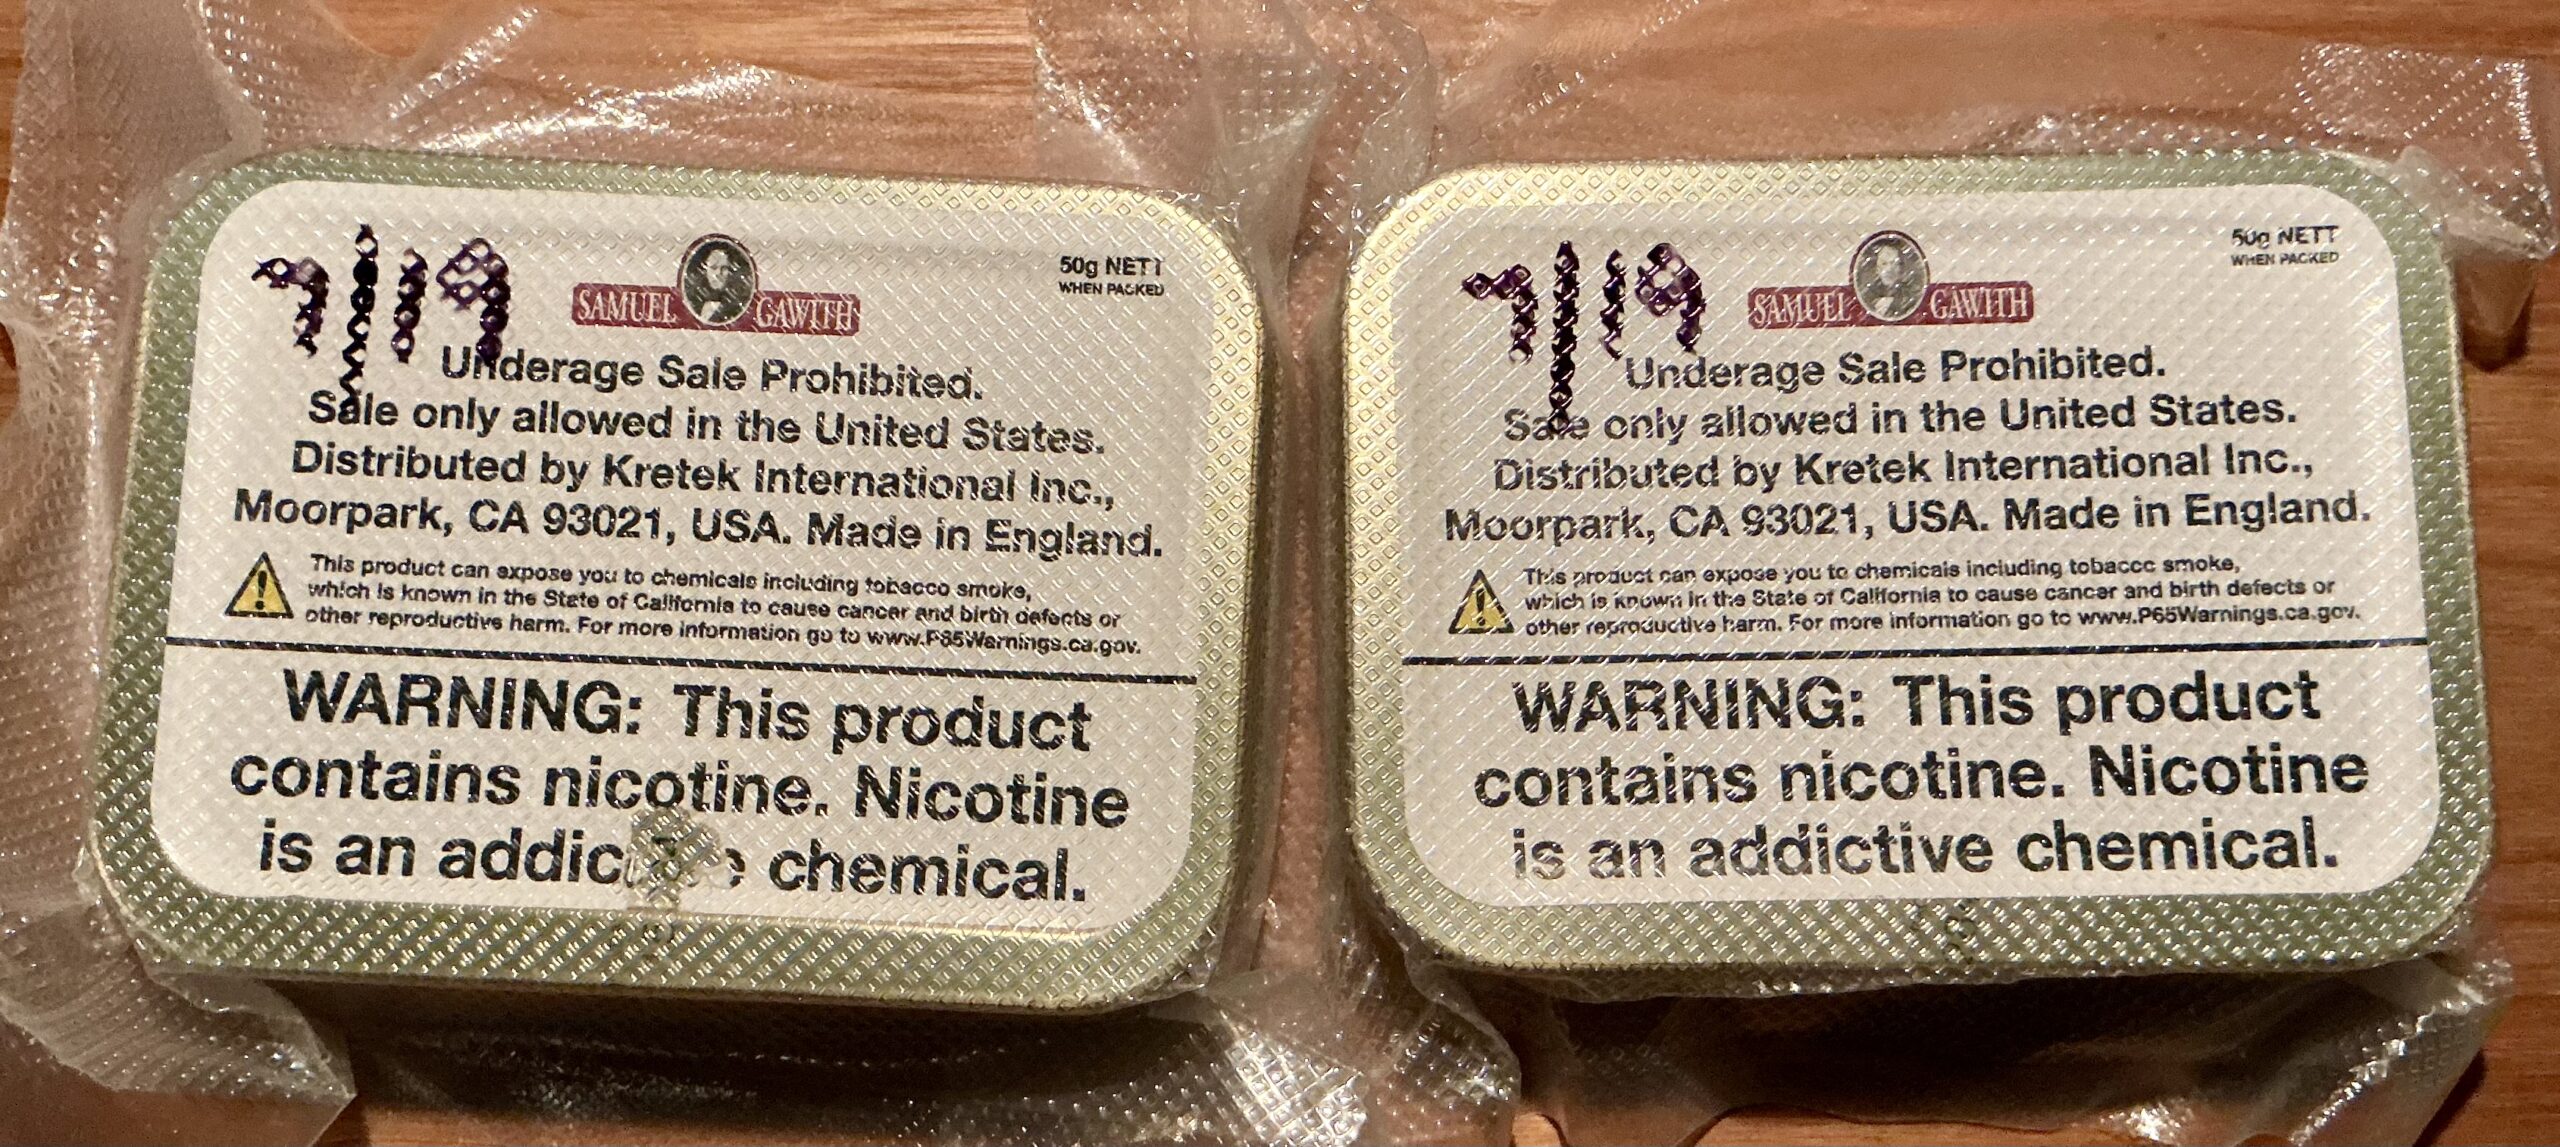 7/19
SAMUEL GAWITH
50g NETT
WHEN PACKED
Underage Sale Prohibited.
Sale only allowed in the United States.
Distributed by Kretek International Inc.,
Moorpark, CA 93021, USA. Made in England.
This product can expose you to chemicals including tobacco smoke,
which is known in the State of California to cause cancer and birth defects or
other reproductive harm. For more information go to www.P65Warnings.ca.gov.
WARNING: This product
contains nicotine. Nicotine
is an addictive chemical.
7/19
SAMUEL GAWITH
50g NETT
WHEN PACKED
Underage Sale Prohibited.
Sale only allowed in the United States.
Distributed by Kretek International Inc.,
Moorpark, CA 93021, USA. Made in England.
This product can expose you to chemicals including tobacco smoke,
which is known in the State of California to cause cancer and birth defects or
other reproductive harm. For more information go to www.P65Warnings.ca.gov.
WARNING: This product
contains nicotine. Nicotine
is an addictive chemical.